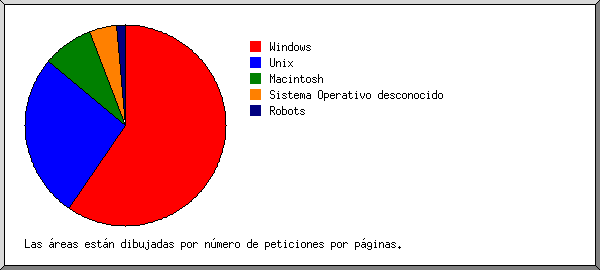 Windows
Unix
Macintosh
Sistema Operativo desconocido
Robots
Las áreas están dibujadas por número de peticiones por páginas.